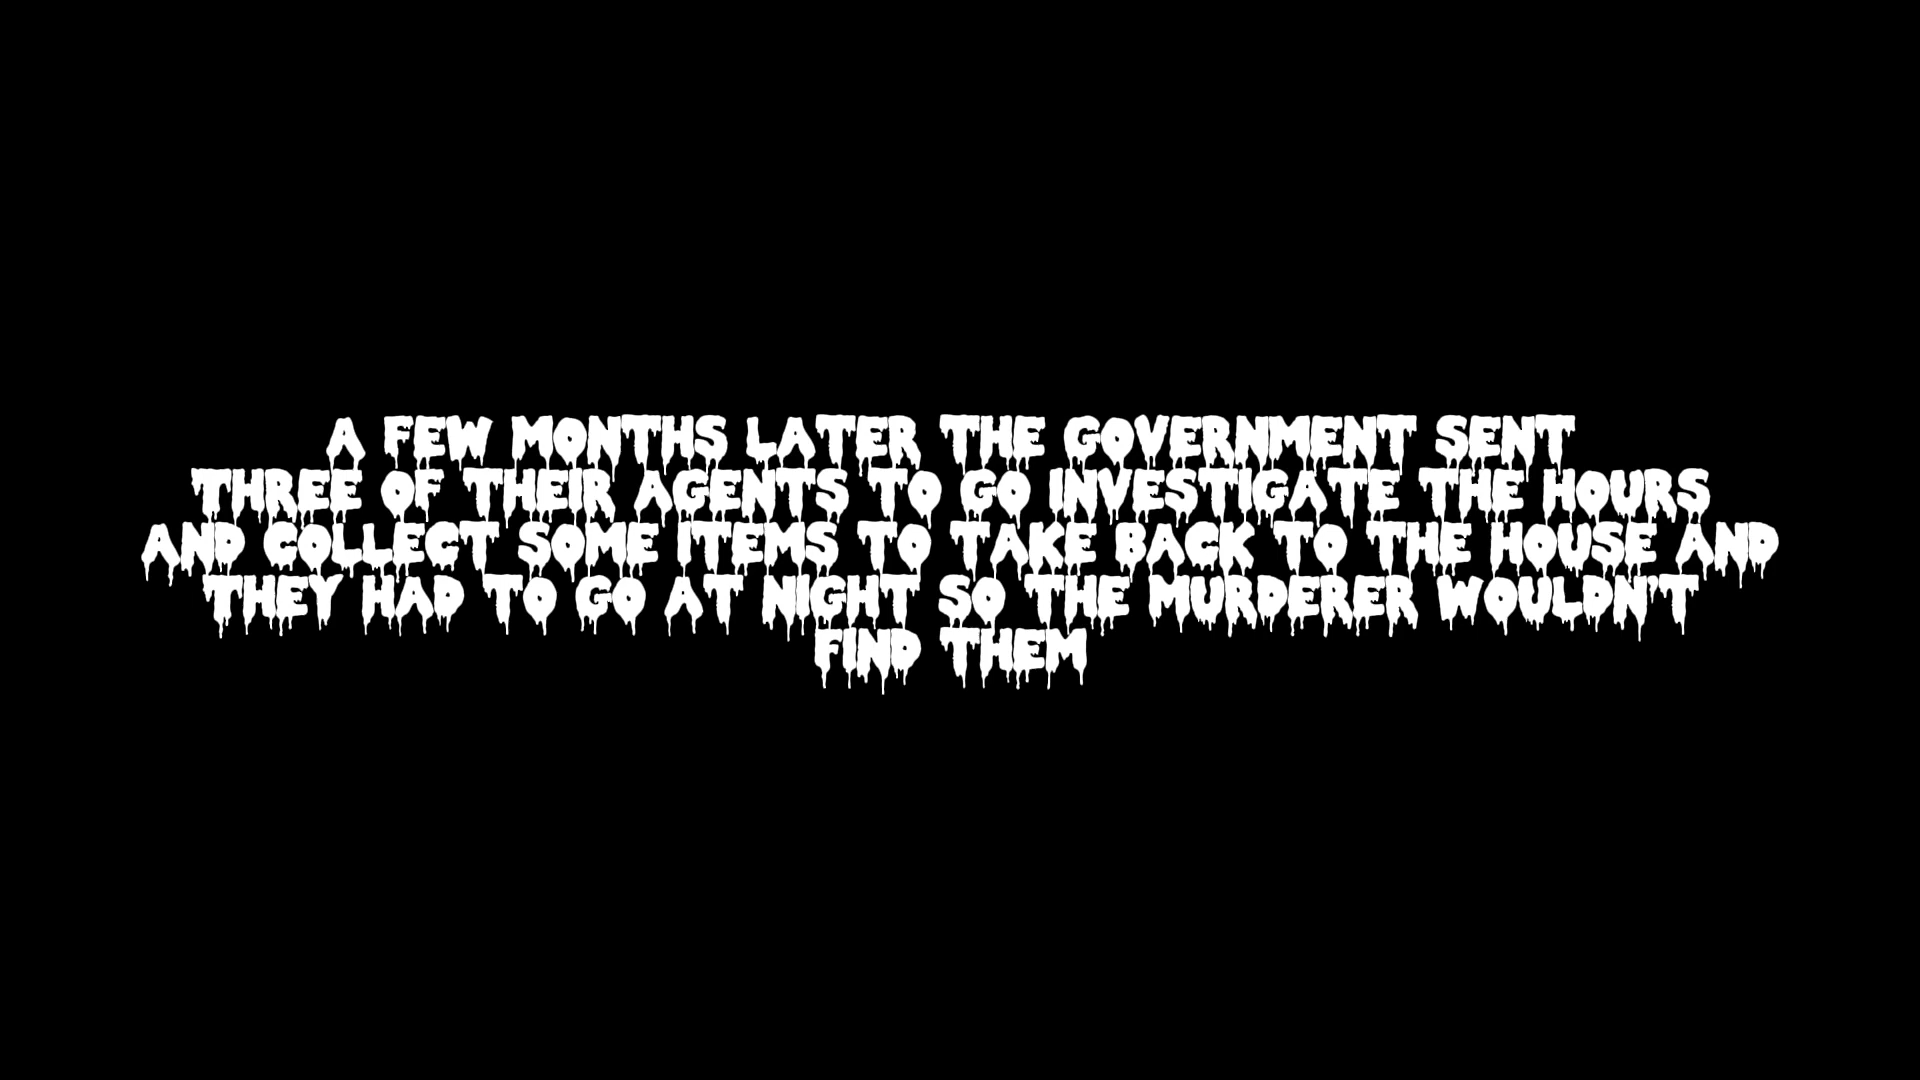 A FEW MONTHS LATER THE GOVERNMENT SENT
THREE OF THEIR AGENTS TO GO INVESTIGATE THE HOURS
AND COLLECT SOME ITEMS TO TAKE BACK TO THE HOUSE AND
THEY HAD TO GO AT NIGHT SO THE MURDERER WOULDN'T
FIND THEM